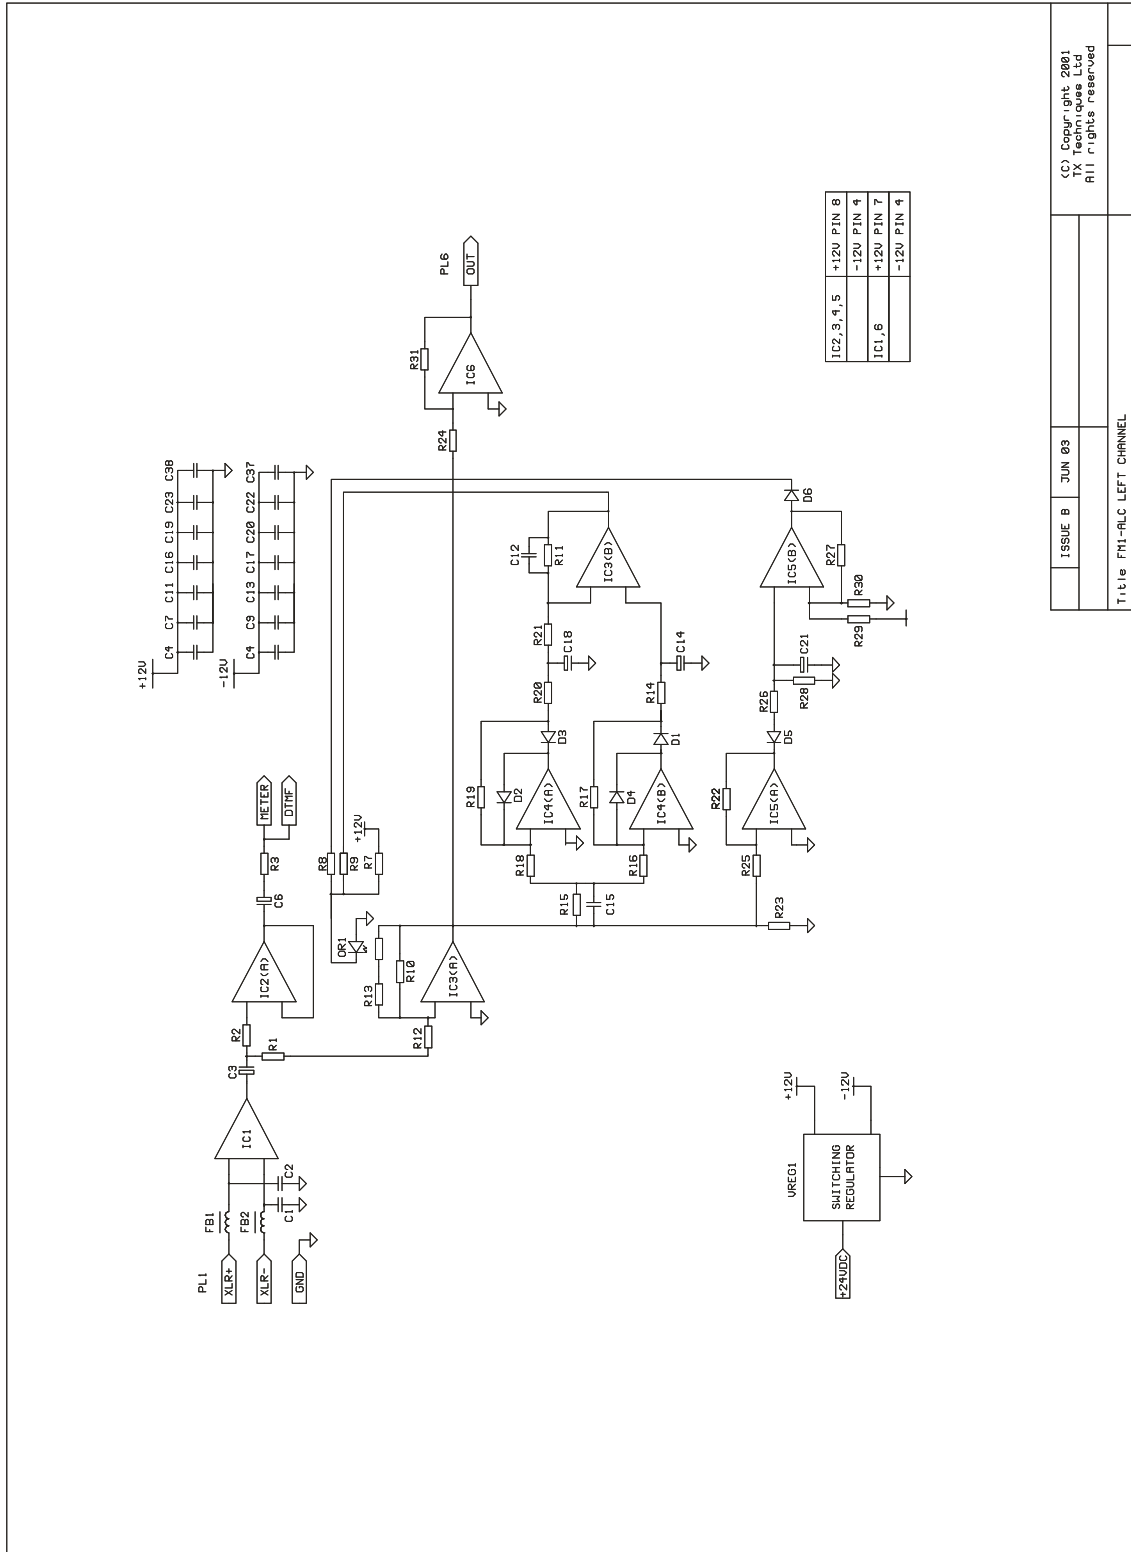 +12V
C4 C7 C11 C16 C19 C23 C38
-12V
C4 C9 C13 C17 C20 C22 C37
PL1
XLR+
XLR-
GND
FB1
FB2
C1
C2
IC1
C3
R2
R1
IC2(A)
C6
R3
METER
DTMF
R8
R9
R7
+12V
OR1
R13
R10
R12
IC3(A)
R24
R31
IC6
PL6
OUT
R19
D2
IC4(A)
D3
R18
R20
C18
R21
C12
R11
IC3(B)
R17
D4
IC4(B)
D1
R16
R14
C14
R15
C15
R22
IC5(A)
D5
R25
R23
R26
R28
C21
IC5(B)
D6
R27
R29
R30
VREG1
SWITCHING
REGULATOR
+24VDC
+12V
-12V
IC2,3,4,5 +12V PIN 8
-12V PIN 4
IC1,6 +12V PIN 7
-12V PIN 4
ISSUE B JUN 03
(C) Copyright 2001
TX Techniques Ltd
All rights reserved
Title FM1-ALC LEFT CHANNEL